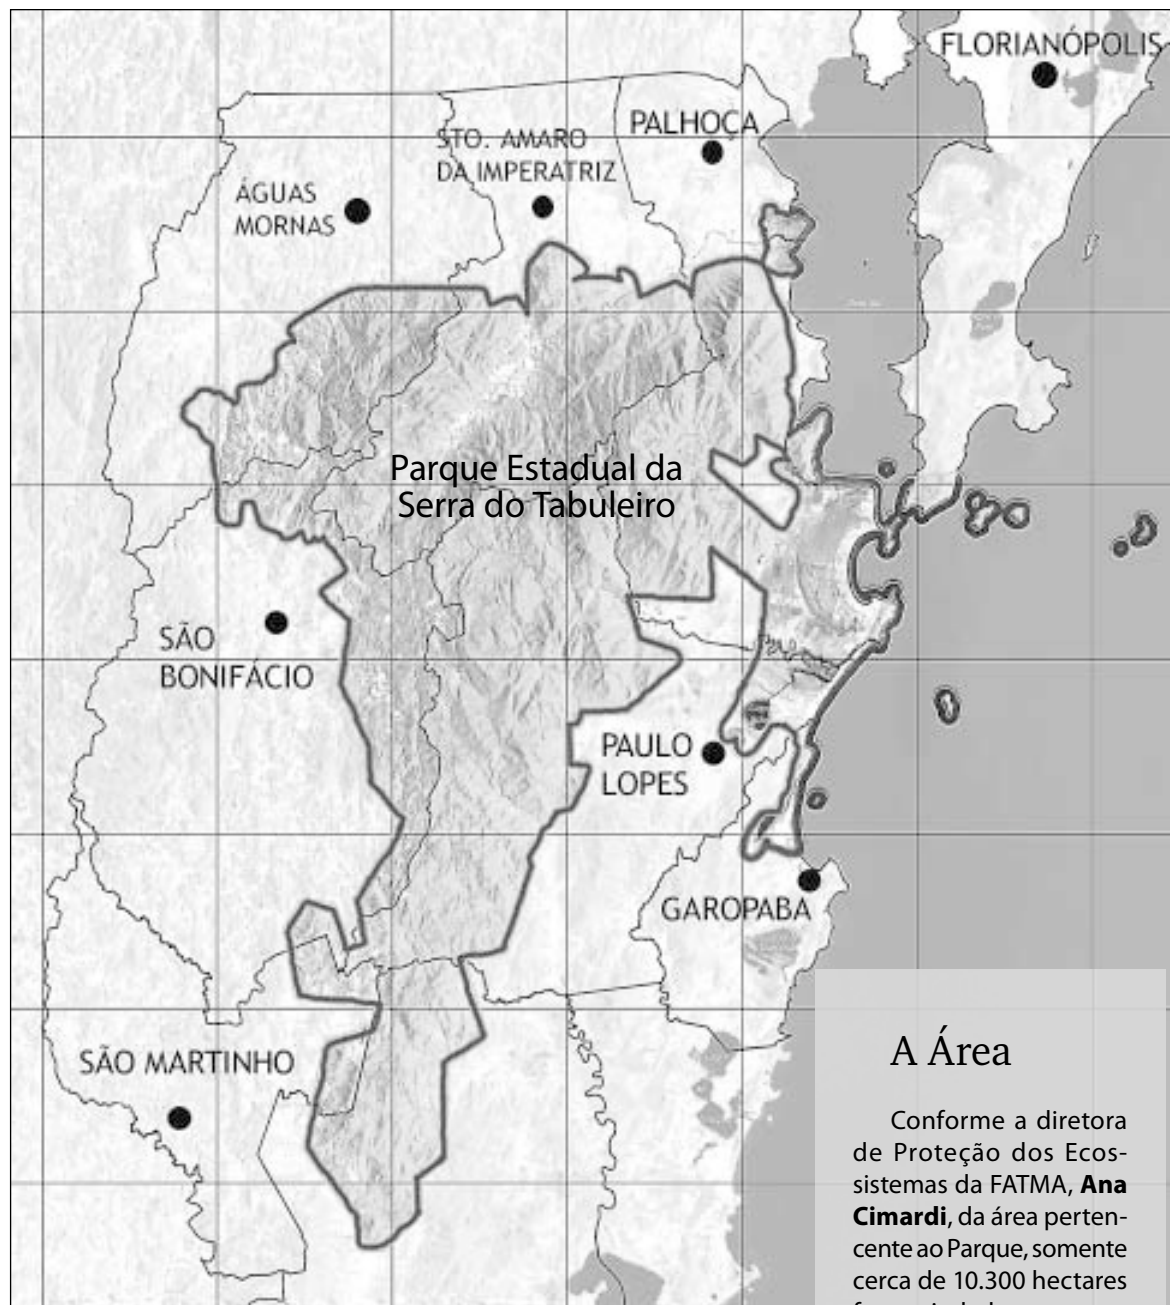 FLORIANÓPOLIS
PALHOÇA
STO. AMARO
DA IMPERATRIZ
ÁGUAS
MORNAS
Parque Estadual da
Serra do Tabuleiro
SÃO
BONIFÁCIO
PAULO
LOPES
GAROPABA
SÃO MARTINHO
A Área
Conforme a diretora
de Proteção dos Ecos-
sistemas da FATMA, Ana
Cimardi, da área perten-
cente ao Parque, somente
cerca de 10.300 hectares